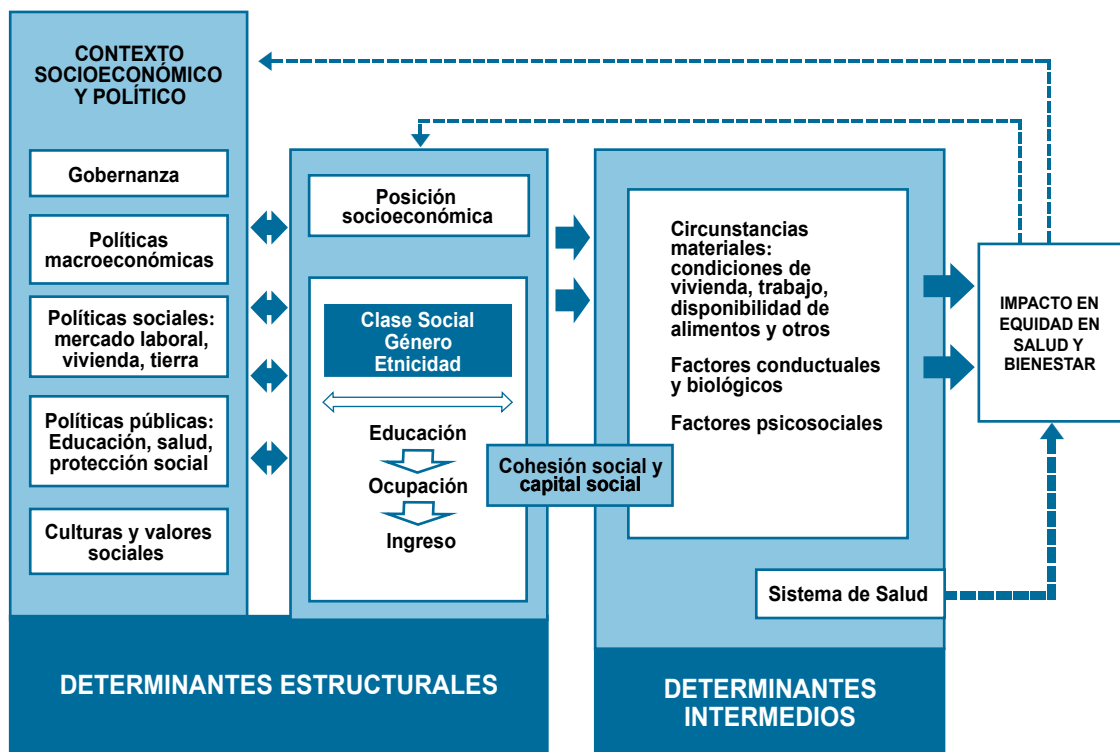 CONTEXTO
SOCIOECONÓMICO
Y POLÍTICO
Gobernanza
Políticas
macroeconómicas
Políticas sociales:
mercado laboral,
vivienda, tierra
Políticas públicas:
Educación, salud,
protección social
Culturas y valores
sociales
Posición
socioeconómica
Clase Social
Género
Etnicidad
Educación
Ocupación
Ingreso
Cohesión social y
capital social
Circunstancias
materiales:
condiciones de
vivienda, trabajo,
disponibilidad de
alimentos y otros
Factores conductuales
y biológicos
Factores psicosociales
Sistema de Salud
IMPACTO EN
EQUIDAD EN
SALUD Y
BIENESTAR
DETERMINANTES ESTRUCTURALES
DETERMINANTES
INTERMEDIOS